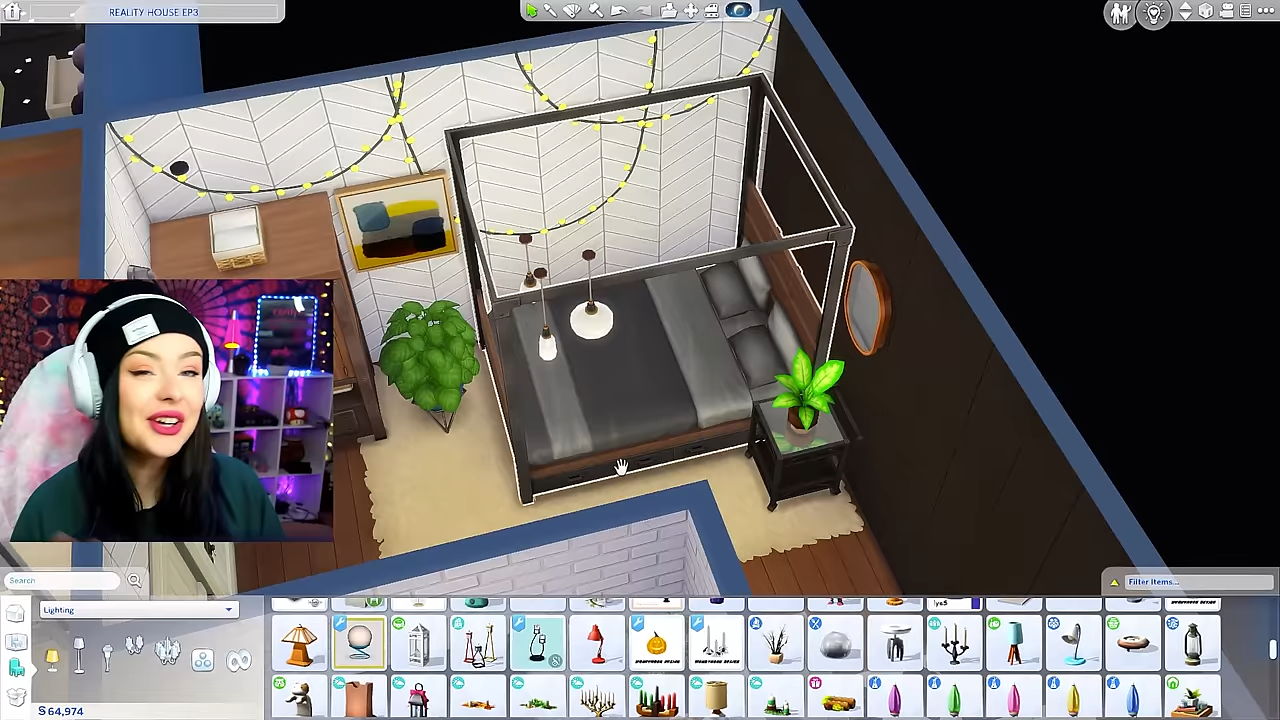 REALITY HOUSE EP3
Search
Filter Items...
Lighting
§64,974